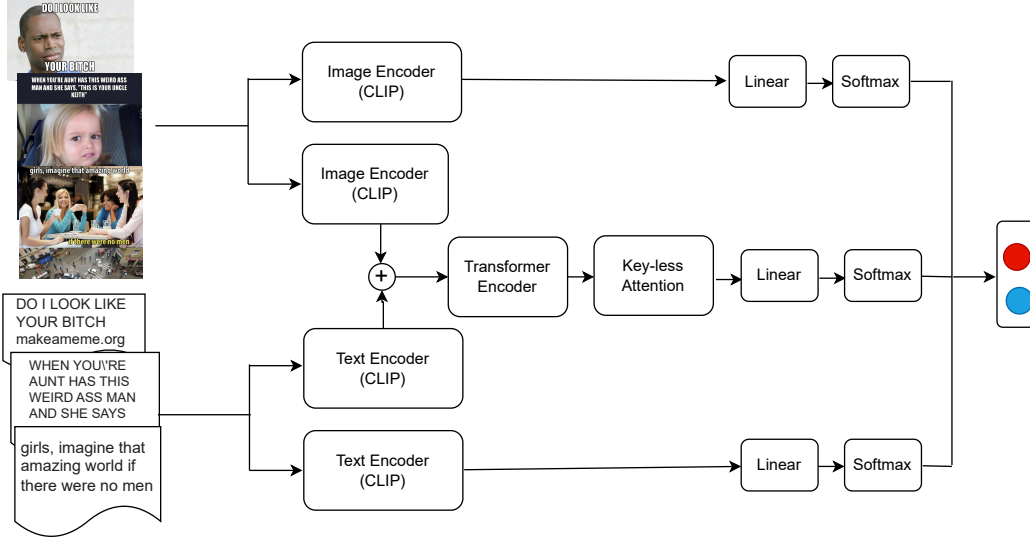 DO I LOOK LIKE
YOUR BITCH
WHEN YOU'RE AUNT HAS THIS WEIRD ASS
MAN AND SHE SAYS, "THIS IS YOUR UNCLE
KEITH"
girls, imagine that amazing world
if there were no men
DO I LOOK LIKE
YOUR BITCH
makeameme.org
WHEN YOU\'RE
AUNT HAS THIS
WEIRD ASS MAN
AND SHE SAYS
girls, imagine that
amazing world if
there were no men
Image Encoder
(CLIP)
Linear
Softmax
Image Encoder
(CLIP)
+
Transformer
Encoder
Key-less
Attention
Linear
Softmax
Text Encoder
(CLIP)
Text Encoder
(CLIP)
Linear
Softmax